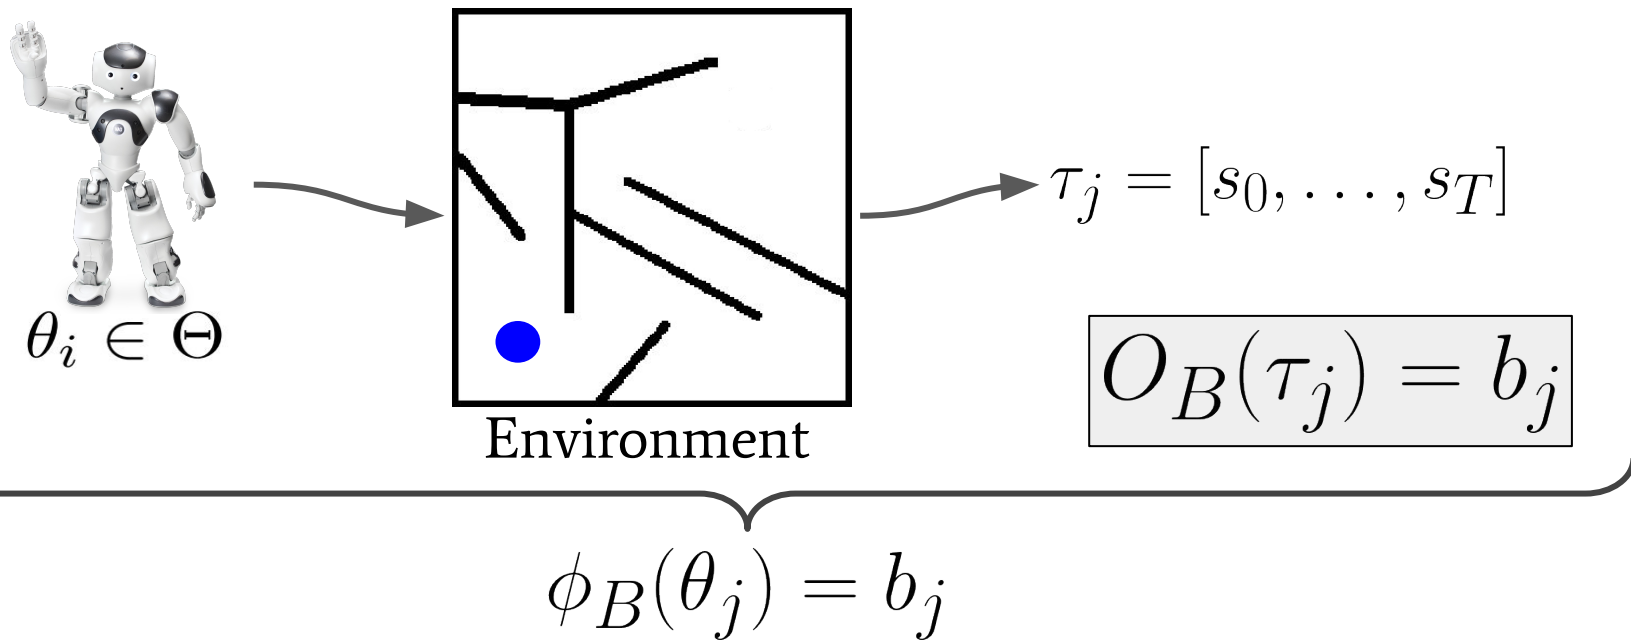 τ_j = [s_0, . . . , s_T]
θ_i ∈ Θ
O_B(τ_j) = b_j
Environment
ϕ_B(θ_j) = b_j